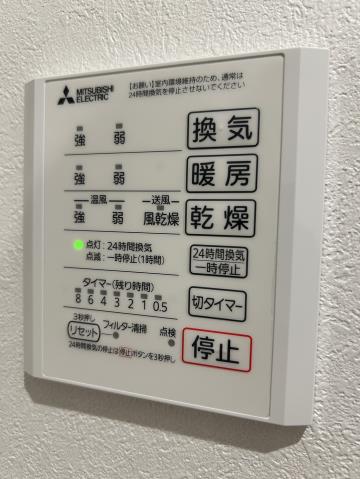 MITSUBISHI
ELECTRIC
【お願い】室内環境維持のため、通常は
24時間換気を停止させないでください
強 弱 換気
強 弱 暖房
温風 送風
強 弱 風乾燥 乾燥
点灯：24時間換気
点滅：一時停止(1時間)
24時間換気
一時停止
タイマー(残り時間)
8 6 4 3 2 1 0.5
切タイマー
3秒押し
リセット フィルター清掃 点検
24時間換気の停止は停止ボタンを3秒押し
停止